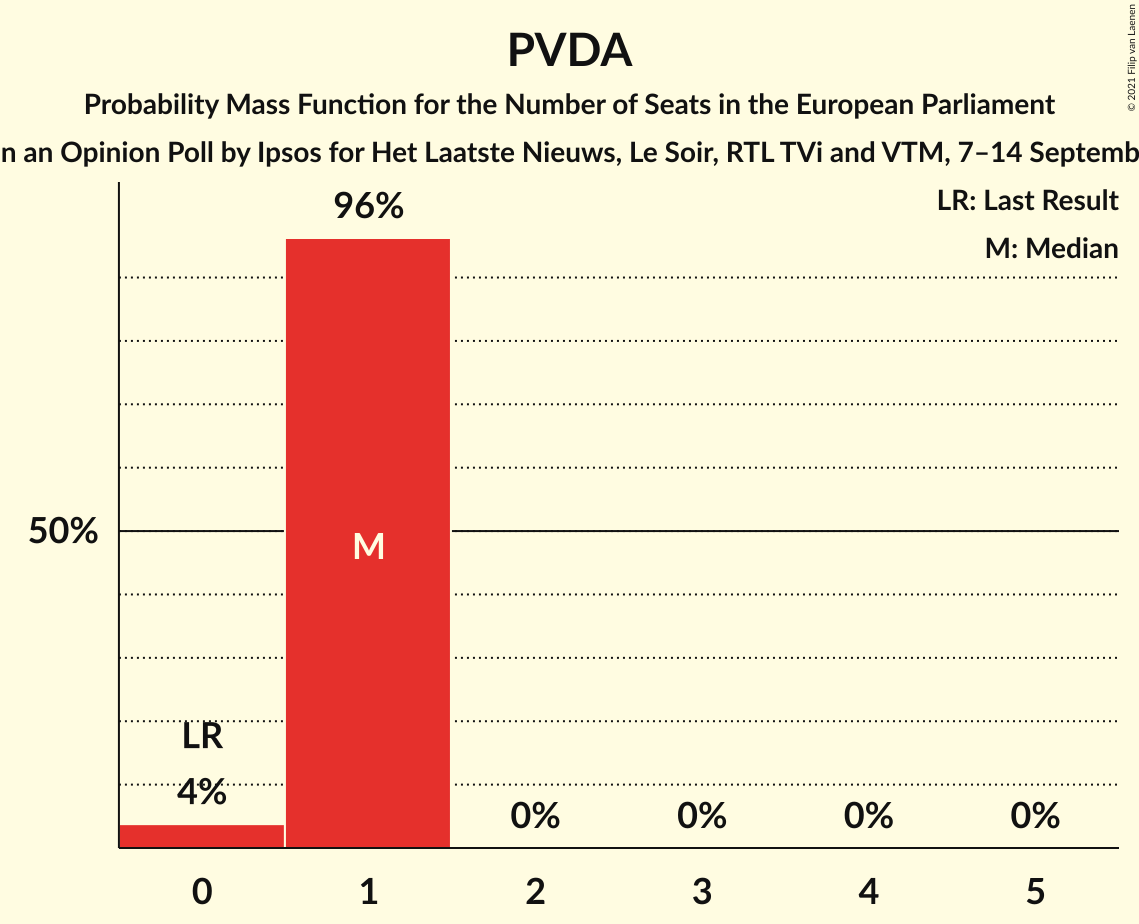 PVDA
Probability Mass Function for the Number of Seats in the European Parliament
n an Opinion Poll by Ipsos for Het Laatste Nieuws, Le Soir, RTL TVi and VTM, 7–14 Septemb
© 2021 Filip van Laenen
LR: Last Result
M: Median
96%
50%
M
LR
4%
0% 0% 0% 0%
0 1 2 3 4 5